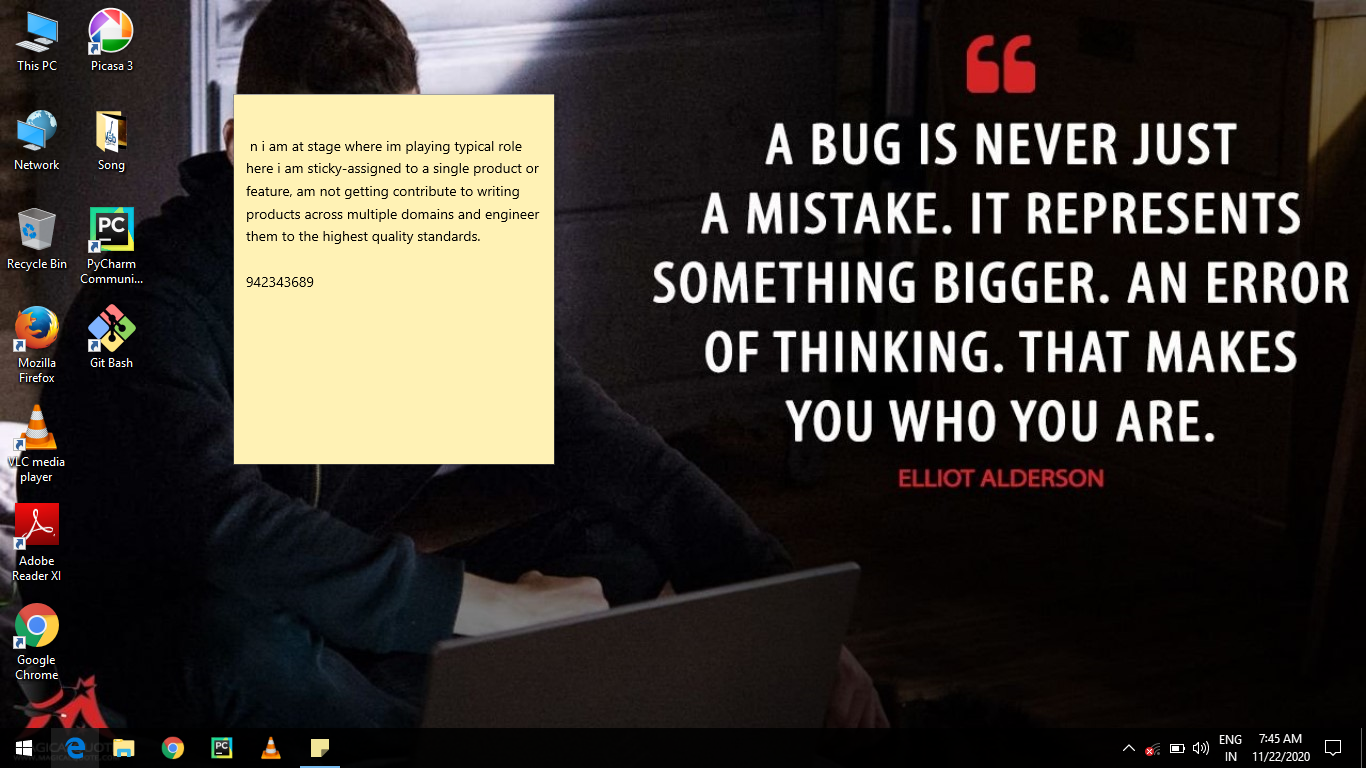 This PC
Picasa 3
Network
Song
Recycle Bin
PyCharm
Communi...
Mozilla
Firefox
Git Bash
VLC media
player
Adobe
Reader XI
Google
Chrome
n i am at stage where im playing typical role
here i am sticky-assigned to a single product or
feature, am not getting contribute to writing
products across multiple domains and engineer
them to the highest quality standards.
942343689
“
A BUG IS NEVER JUST
A MISTAKE. IT REPRESENTS
SOMETHING BIGGER. AN ERROR
OF THINKING. THAT MAKES
YOU WHO YOU ARE.
ELLIOT ALDERSON
PC
PC
ENG
IN
7:45 AM
11/22/2020